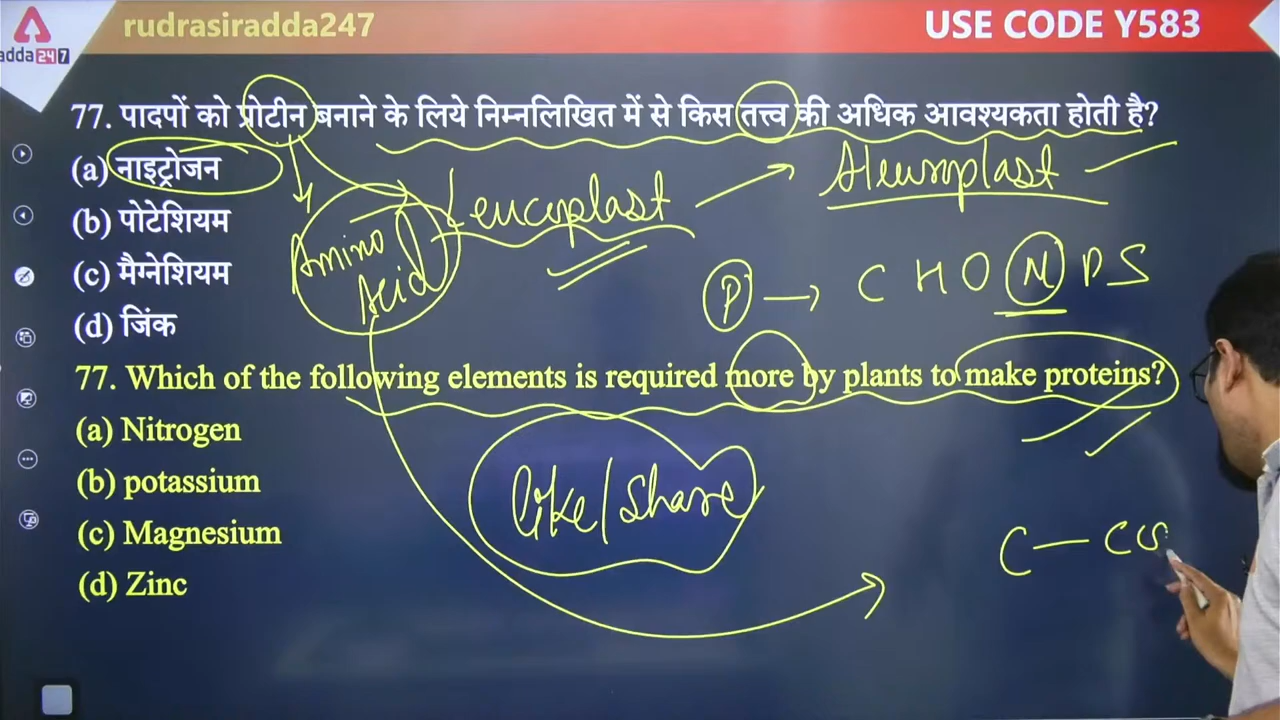 rudrasiradda247
USE CODE Y583
adda247
77. पादपों को प्रोटीन बनाने के लिये निम्नलिखित में से किस तत्त्व की अधिक आवश्यकता होती है?
(a) नाइट्रोजन
Leucoplast
Aleuroplast
(b) पोटेशियम
Amino
Acid
(c) मैग्नेशियम
P → C H O N P S
(d) जिंक
77. Which of the following elements is required more by plants to make proteins?
(a) Nitrogen
(b) potassium
like/Share
(c) Magnesium
C —
(d) Zinc